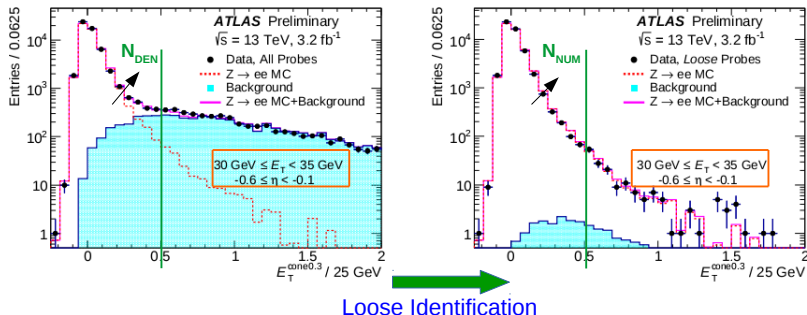 ATLAS Preliminary
√s = 13 TeV, 3.2 fb⁻¹
Data, All Probes
Z → ee MC
Background
Z → ee MC+Background
N_DEN
30 GeV ≤ E_T < 35 GeV
-0.6 ≤ η < -0.1
Entries / 0.0625
10⁴
10³
10²
10
1
0 0.5 1 1.5 2
E_T^cone0.3 / 25 GeV
ATLAS Preliminary
√s = 13 TeV, 3.2 fb⁻¹
Data, Loose Probes
Z → ee MC
Background
Z → ee MC+Background
N_NUM
30 GeV ≤ E_T < 35 GeV
-0.6 ≤ η < -0.1
Entries / 0.0625
10⁴
10³
10²
10
1
0 0.5 1 1.5 2
E_T^cone0.3 / 25 GeV
Loose Identification